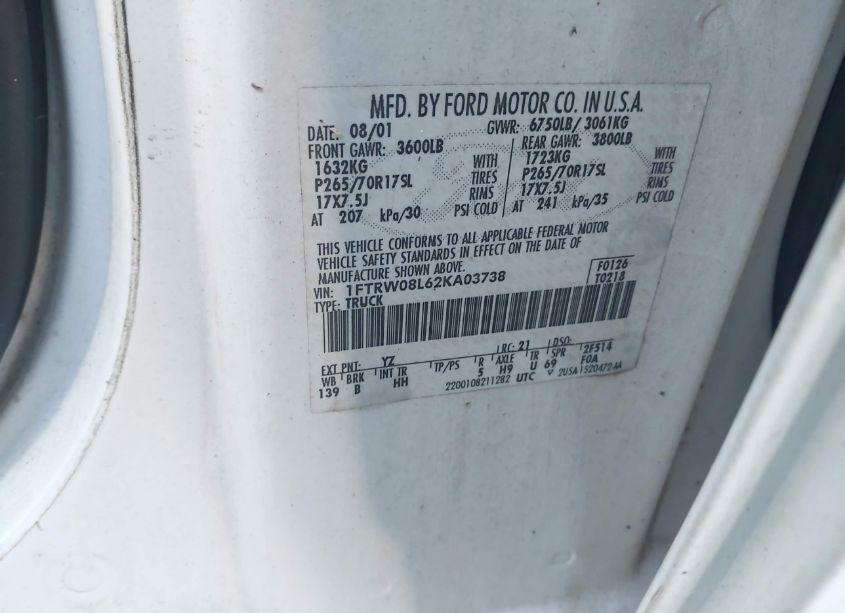 MFD. BY FORD MOTOR CO. IN U.S.A.
DATE: 08/01 GVWR: 6750LB/ 3061KG
FRONT GAWR: 3600LB REAR GAWR: 3800LB
1632KG WITH 1723KG WITH
P265/70R17SL TIRES P265/70R17SL TIRES
17X7.5J RIMS 17X7.5J RIMS
AT 207 kPa/30 PSI COLD AT 241 kPa/35 PSI COLD
THIS VEHICLE CONFORMS TO ALL APPLICABLE FEDERAL MOTOR
VEHICLE SAFETY STANDARDS IN EFFECT ON THE DATE OF
MANUFACTURE SHOWN ABOVE.
VIN: 1FTRW08L62KA03738 F0126
TYPE: TRUCK T0218
EXT PNT: YZ RC: 21 DSO:
WB BRK INT TR TP/PS R AXLE TR SPR 2F514
139 B HH 5 H9 U 69 F0A
2200108211282 UTC V 2USA1520472AA